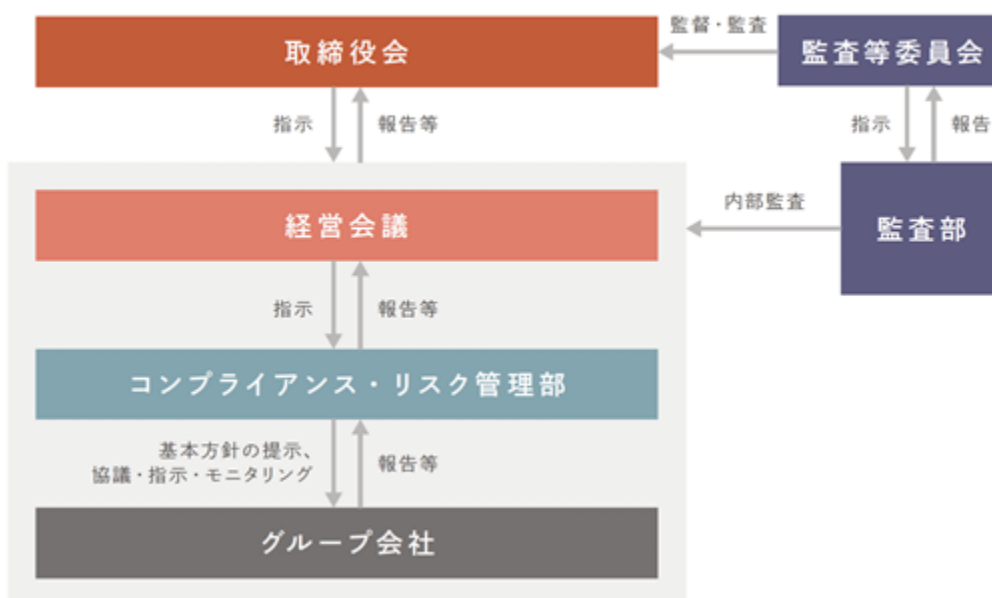 取締役会
監督・監査
監査等委員会
指示
報告等
指示
報告
経営会議
内部監査
監査部
指示
報告等
コンプライアンス・リスク管理部
基本方針の提示、
協議・指示・モニタリング
報告等
グループ会社